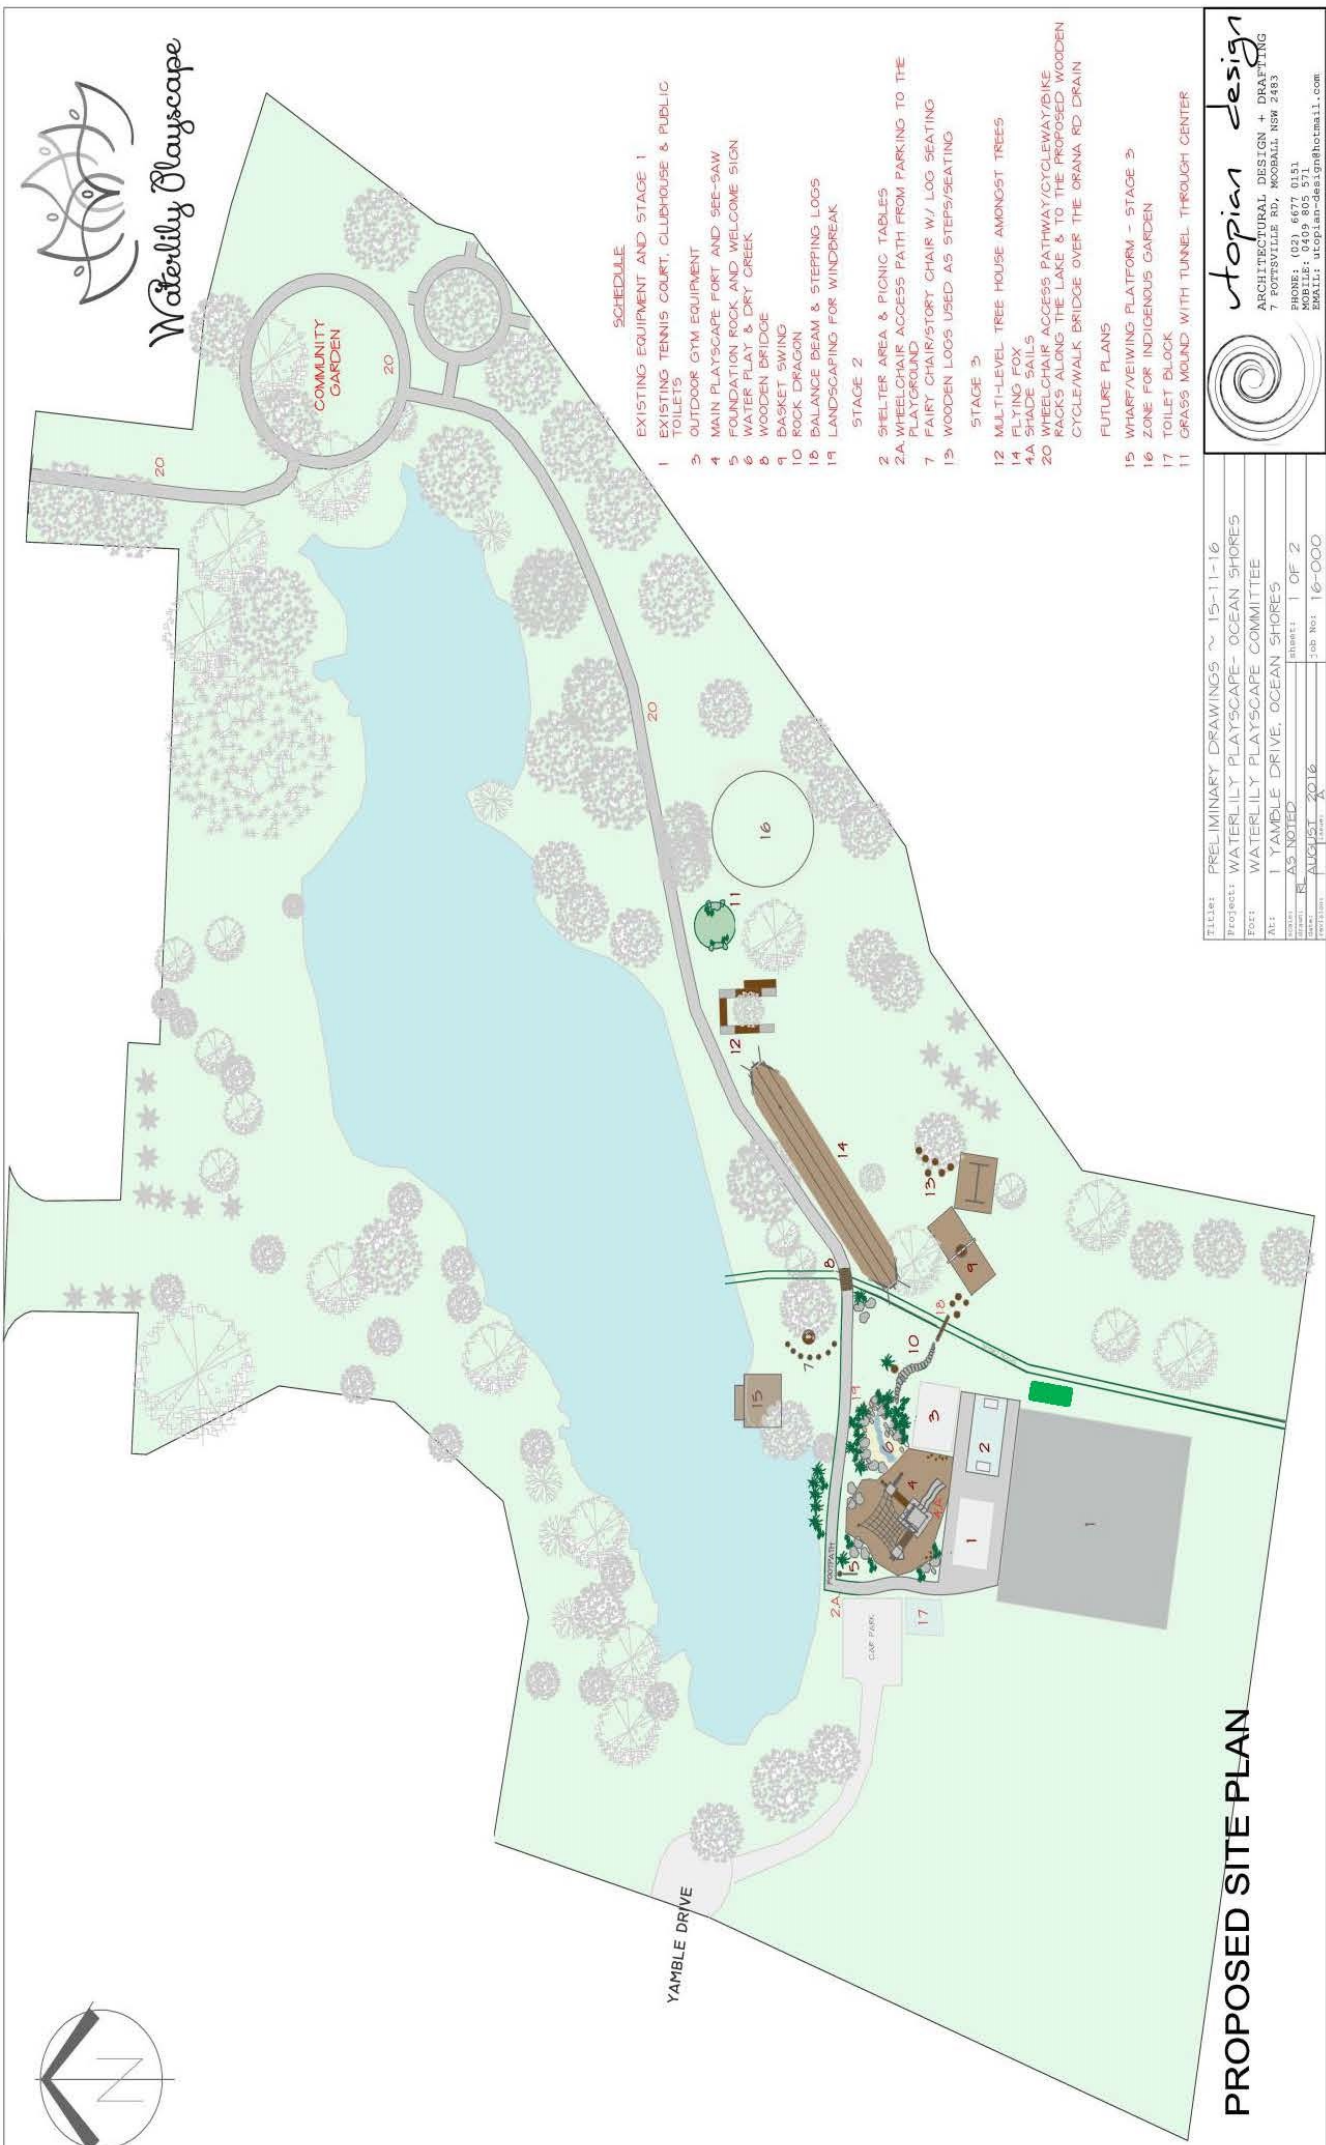 Waterlily Playscape
SCHEDULE
EXISTING EQUIPMENT AND STAGE 1
1 EXISTING TENNIS COURT, CLUBHOUSE & PUBLIC
TOILETS
3 OUTDOOR GYM EQUIPMENT
4 MAIN PLAYSCAPE FORT AND SEE-SAW
5 FOUNDATION ROCK AND WELCOME SIGN
6 WATER PLAY & DRY CREEK
8 WOODEN BRIDGE
9 BASKET SWING
10 ROCK DRAGON
18 BALANCE BEAM & STEPPING LOGS
19 LANDSCAPING FOR WINDBREAK
STAGE 2
2 SHELTER AREA & PICNIC TABLES
2.A. WHEELCHAIR ACCESS PATH FROM PARKING TO THE
PLAYGROUND
7 FAIRY CHAIR/STORY CHAIR W/ LOG SEATING
13 WOODEN LOGS USED AS STEPS/SEATING
STAGE 3
12 MULTI-LEVEL TREE HOUSE AMONGST TREES
14 FLYING FOX
4.A SHADE SAILS
20 WHEELCHAIR ACCESS PATHWAY/CYCLEWAY/BIKE
RACKS ALONG THE LAKE & TO THE PROPOSED WOODEN
CYCLE/WALK BRIDGE OVER THE ORANA RD DRAIN
FUTURE PLANS
15 WHARF/VEIWING PLATFORM - STAGE 3
16 ZONE FOR INDIGENOUS GARDEN
17 TOILET BLOCK
11 GRASS MOUND WITH TUNNEL THROUGH CENTER
COMMUNITY
GARDEN
20
20
20
16
11
12
14
13
9
8
18
10
7
15
19
3
6
4
4.A
2
1
1
5
FOOTPATH
2.A
17
CAR PARK
YAMBLE DRIVE
N
PROPOSED SITE PLAN
Title: PRELIMINARY DRAWINGS ~ 15-11-16
Project: WATERLILY PLAYSCAPE- OCEAN SHORES
For: WATERLILY PLAYSCAPE COMMITTEE
At: 1 YAMBLE DRIVE, OCEAN SHORES
scale: AS NOTED
sheet: 1 OF 2
date: AUGUST 2016
job No: 16-000
issue: A
utopian design
ARCHITECTURAL DESIGN + DRAFTING
7 POTTSVILLE RD, MOOBALL NSW 2483
PHONE: (02) 6677 0151
MOBILE: 0409 805 571
EMAIL: utopian-design@hotmail.com